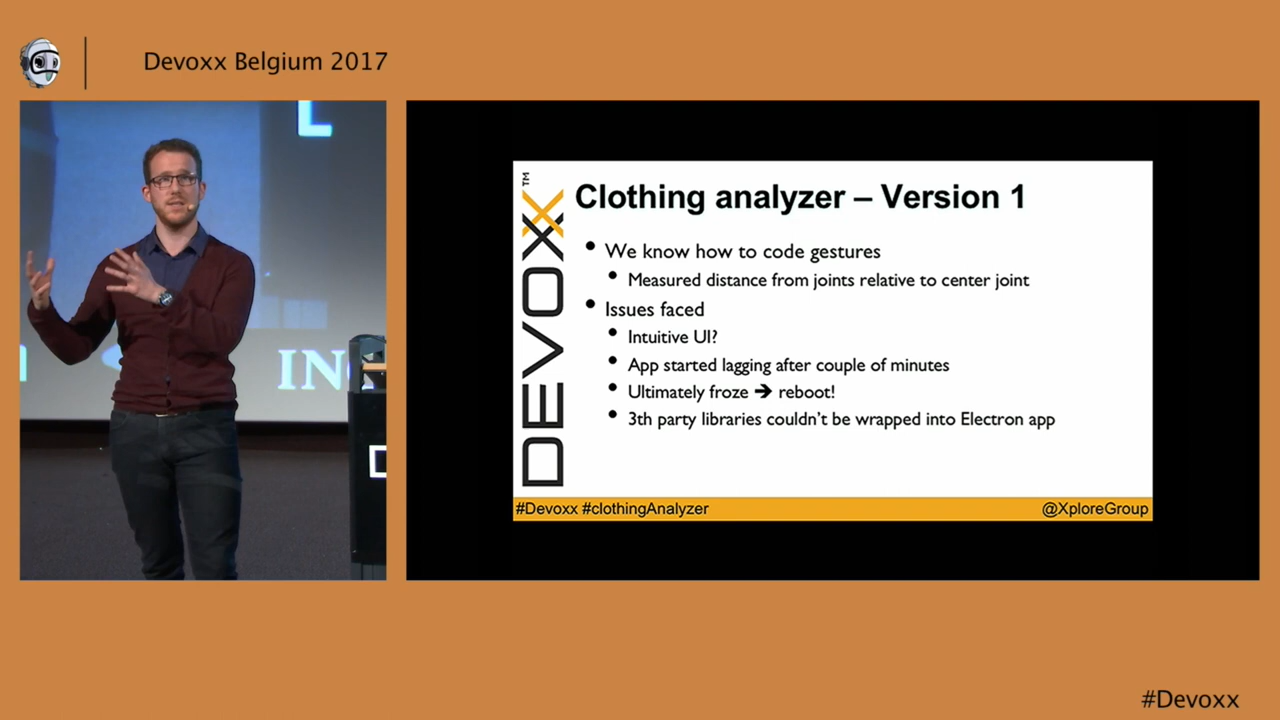 Devoxx Belgium 2017
L
IN
DEVOXX™
Clothing analyzer – Version 1
• We know how to code gestures
• Measured distance from joints relative to center joint
• Issues faced
• Intuitive UI?
• App started lagging after couple of minutes
• Ultimately froze ➔ reboot!
• 3th party libraries couldn't be wrapped into Electron app
#Devoxx #clothingAnalyzer
@XploreGroup
#Devoxx